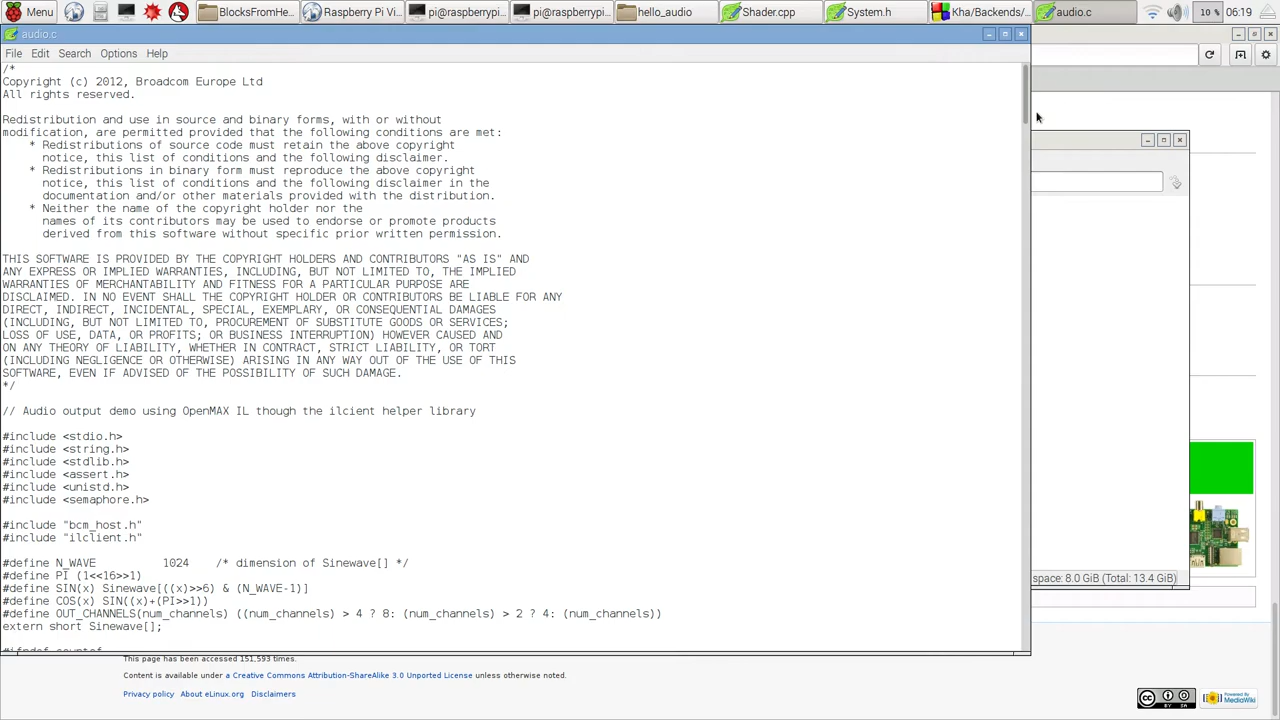 Menu
BlocksFromHe...
Raspberry Pi Vi...
pi@raspberrypi...
pi@raspberrypi...
hello_audio
Shader.cpp
System.h
Kha/Backends/...
audio.c
10 %
06:19
audio.c
File Edit Search Options Help
/*
Copyright (c) 2012, Broadcom Europe Ltd
All rights reserved.
Redistribution and use in source and binary forms, with or without
modification, are permitted provided that the following conditions are met:
* Redistributions of source code must retain the above copyright
notice, this list of conditions and the following disclaimer.
* Redistributions in binary form must reproduce the above copyright
notice, this list of conditions and the following disclaimer in the
documentation and/or other materials provided with the distribution.
* Neither the name of the copyright holder nor the
names of its contributors may be used to endorse or promote products
derived from this software without specific prior written permission.
THIS SOFTWARE IS PROVIDED BY THE COPYRIGHT HOLDERS AND CONTRIBUTORS "AS IS" AND
ANY EXPRESS OR IMPLIED WARRANTIES, INCLUDING, BUT NOT LIMITED TO, THE IMPLIED
WARRANTIES OF MERCHANTABILITY AND FITNESS FOR A PARTICULAR PURPOSE ARE
DISCLAIMED. IN NO EVENT SHALL THE COPYRIGHT HOLDER OR CONTRIBUTORS BE LIABLE FOR ANY
DIRECT, INDIRECT, INCIDENTAL, SPECIAL, EXEMPLARY, OR CONSEQUENTIAL DAMAGES
(INCLUDING, BUT NOT LIMITED TO, PROCUREMENT OF SUBSTITUTE GOODS OR SERVICES;
LOSS OF USE, DATA, OR PROFITS; OR BUSINESS INTERRUPTION) HOWEVER CAUSED AND
ON ANY THEORY OF LIABILITY, WHETHER IN CONTRACT, STRICT LIABILITY, OR TORT
(INCLUDING NEGLIGENCE OR OTHERWISE) ARISING IN ANY WAY OUT OF THE USE OF THIS
SOFTWARE, EVEN IF ADVISED OF THE POSSIBILITY OF SUCH DAMAGE.
*/
// Audio output demo using OpenMAX IL though the ilcient helper library
#include <stdio.h>
#include <string.h>
#include <stdlib.h>
#include <assert.h>
#include <unistd.h>
#include <semaphore.h>
#include "bcm_host.h"
#include "ilclient.h"
#define N_WAVE 1024 /* dimension of Sinewave[] */
#define PI (1<<16>>1)
#define SIN(x) Sinewave[((x)>>6) & (N_WAVE-1)]
#define COS(x) SIN((x)+(PI>>1))
#define OUT_CHANNELS(num_channels) ((num_channels) > 4 ? 8: (num_channels) > 2 ? 4: (num_channels))
extern short Sinewave[];
#ifndef countof
space: 8.0 GiB (Total: 13.4 GiB)
This page has been accessed 151,593 times.
Content is available under a Creative Commons Attribution-ShareAlike 3.0 Unported License unless otherwise noted.
Privacy policy About eLinux.org Disclaimers
cc BY SA
Powered By MediaWiki